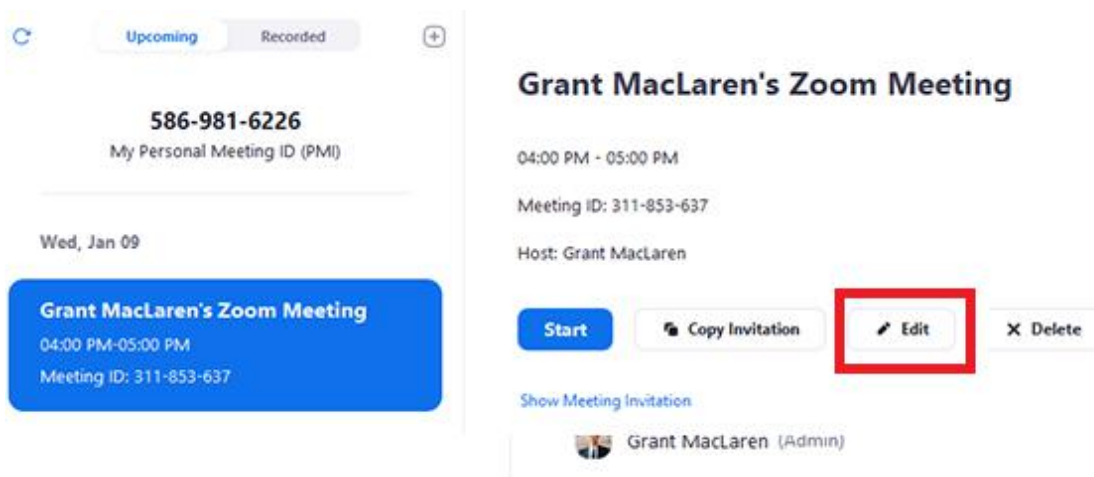 Upcoming Recorded
586-981-6226
My Personal Meeting ID (PMI)
Wed, Jan 09
Grant MacLaren's Zoom Meeting
04:00 PM-05:00 PM
Meeting ID: 311-853-637
Grant MacLaren's Zoom Meeting
04:00 PM - 05:00 PM
Meeting ID: 311-853-637
Host: Grant MacLaren
Start Copy Invitation Edit Delete
Show Meeting Invitation
Grant MacLaren (Admin)